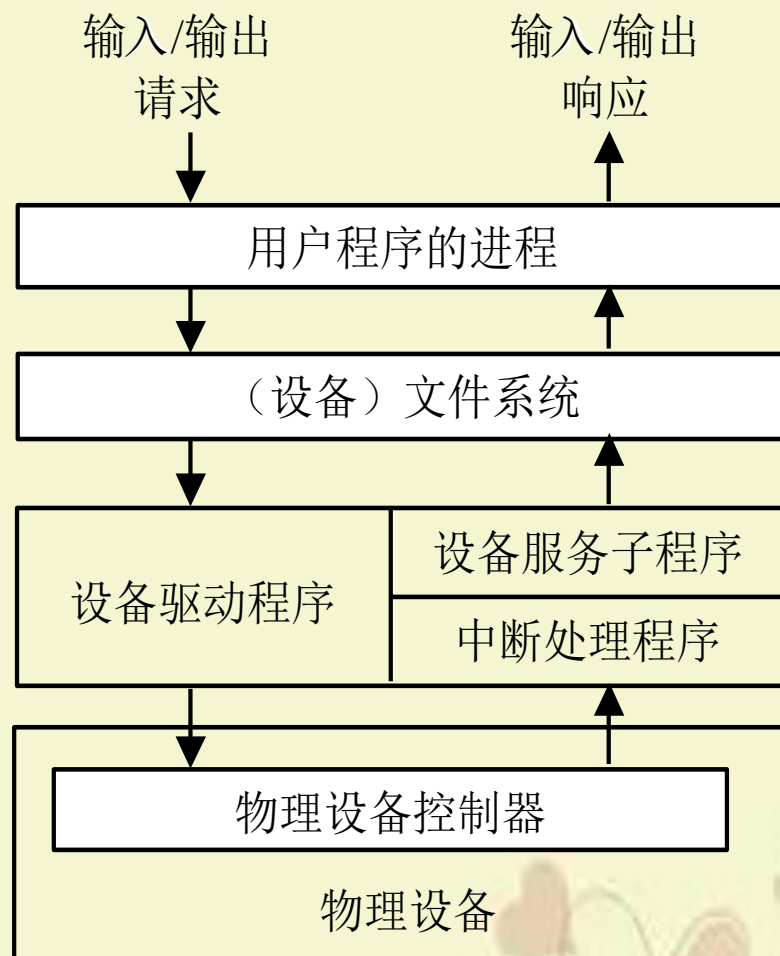 输入/输出
请求
输入/输出
响应
用户程序的进程
（设备）文件系统
设备驱动程序
设备服务子程序
中断处理程序
物理设备控制器
物理设备